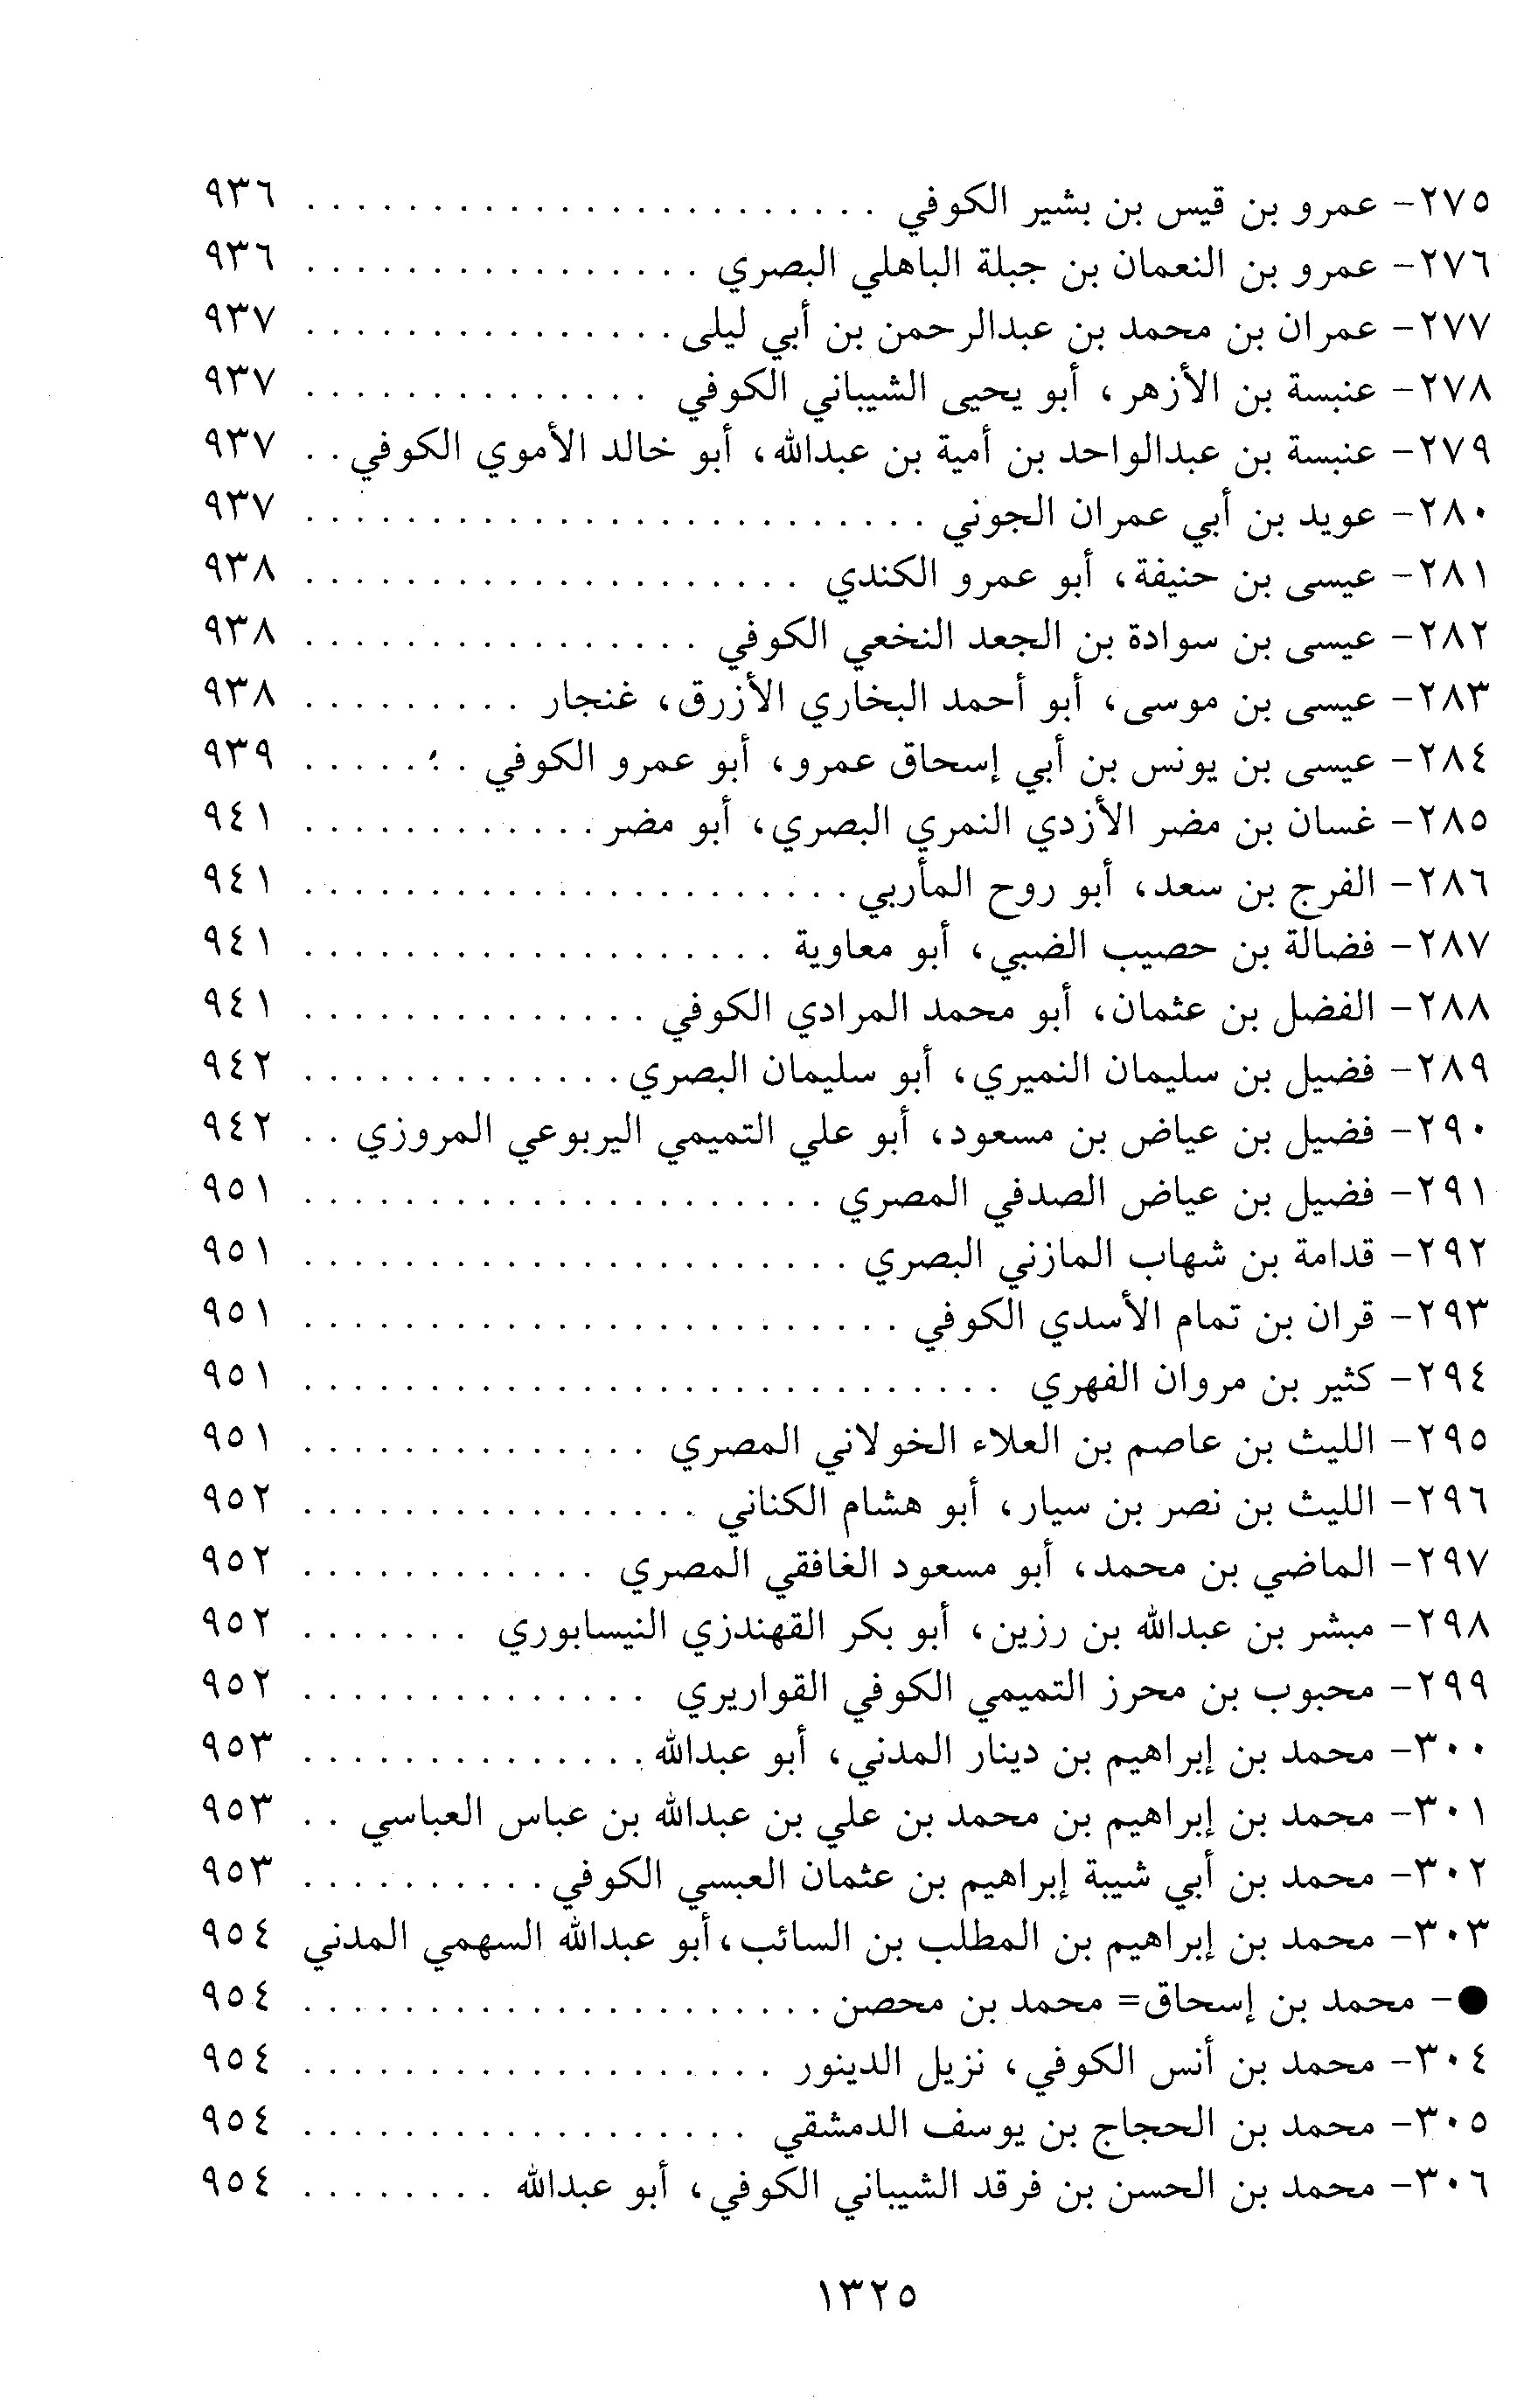 ٢٧٥- عمرو بن قيس بن بشير الكوفي . . . . . . . . . . . . . . . . . . . . . . . ٩٣٦
٢٧٦- عمرو بن النعمان بن جبلة الباهلي البصري . . . . . . . . . . . . . . . . ٩٣٦
٢٧٧- عمران بن محمد بن عبدالرحمن بن أبي ليلى . . . . . . . . . . . . . . . ٩٣٧
٢٧٨- عنبسة بن الأزهر، أبو يحيى الشيباني الكوفي . . . . . . . . . . . . . . ٩٣٧
٢٧٩- عنبسة بن عبدالواحد بن أمية بن عبدالله، أبو خالد الأموي الكوفي . . ٩٣٧
٢٨٠- عويد بن أبي عمران الجوني . . . . . . . . . . . . . . . . . . . . . . . . . ٩٣٧
٢٨١- عيسى بن حنيفة، أبو عمرو الكندي . . . . . . . . . . . . . . . . . . . . ٩٣٨
٢٨٢- عيسى بن سوادة بن الجعد النخعي الكوفي . . . . . . . . . . . . . . . . ٩٣٨
٢٨٣- عيسى بن موسى، أبو أحمد البخاري الأزرق، غنجار . . . . . . . . . ٩٣٨
٢٨٤- عيسى بن يونس بن أبي إسحاق عمرو، أبو عمرو الكوفي . . . . . . . ٩٣٩
٢٨٥- غسان بن مضر الأزدي النمري البصري، أبو مضر . . . . . . . . . . . . ٩٤١
٢٨٦- الفرج بن سعد، أبو روح المأربي . . . . . . . . . . . . . . . . . . . . . . ٩٤١
٢٨٧- فضالة بن حصيب الضبي، أبو معاوية . . . . . . . . . . . . . . . . . . . ٩٤١
٢٨٨- الفضل بن عثمان، أبو محمد المرادي الكوفي . . . . . . . . . . . . . . ٩٤١
٢٨٩- فضيل بن سليمان النميري، أبو سليمان البصري . . . . . . . . . . . . . ٩٤٢
٢٩٠- فضيل بن عياض بن مسعود، أبو علي التميمي اليربوعي المروزي . . ٩٤٢
٢٩١- فضيل بن عياض الصدفي المصري . . . . . . . . . . . . . . . . . . . . . ٩٥١
٢٩٢- قدامة بن شهاب المازني البصري . . . . . . . . . . . . . . . . . . . . . . ٩٥١
٢٩٣- قران بن تمام الأسدي الكوفي . . . . . . . . . . . . . . . . . . . . . . . . ٩٥١
٢٩٤- كثير بن مروان الفهري . . . . . . . . . . . . . . . . . . . . . . . . . . . . ٩٥١
٢٩٥- الليث بن عاصم بن العلاء الخولاني المصري . . . . . . . . . . . . . . ٩٥١
٢٩٦- الليث بن نصر بن سيار، أبو هشام الكناني . . . . . . . . . . . . . . . . ٩٥٢
٢٩٧- الماضي بن محمد، أبو مسعود الغافقي المصري . . . . . . . . . . . . ٩٥٢
٢٩٨- مبشر بن عبدالله بن رزين، أبو بكر القهندزي النيسابوري . . . . . . . ٩٥٢
٢٩٩- محبوب بن محرز التميمي الكوفي القواريري . . . . . . . . . . . . . . ٩٥٢
٣٠٠- محمد بن إبراهيم بن دينار المدني، أبو عبدالله . . . . . . . . . . . . . . ٩٥٣
٣٠١- محمد بن إبراهيم بن محمد بن علي بن عبدالله بن عباس العباسي . . ٩٥٣
٣٠٢- محمد بن أبي شيبة إبراهيم بن عثمان العبسي الكوفي . . . . . . . . . . ٩٥٣
٣٠٣- محمد بن إبراهيم بن المطلب بن السائب،أبو عبدالله السهمي المدني ٩٥٤
●- محمد بن إسحاق= محمد بن محصن . . . . . . . . . . . . . . . . . . . . . ٩٥٤
٣٠٤- محمد بن أنس الكوفي، نزيل الدينور . . . . . . . . . . . . . . . . . . . ٩٥٤
٣٠٥- محمد بن الحجاج بن يوسف الدمشقي . . . . . . . . . . . . . . . . . . ٩٥٤
٣٠٦- محمد بن الحسن بن فرقد الشيباني الكوفي، أبو عبدالله . . . . . . . . ٩٥٤
١٣٢٥